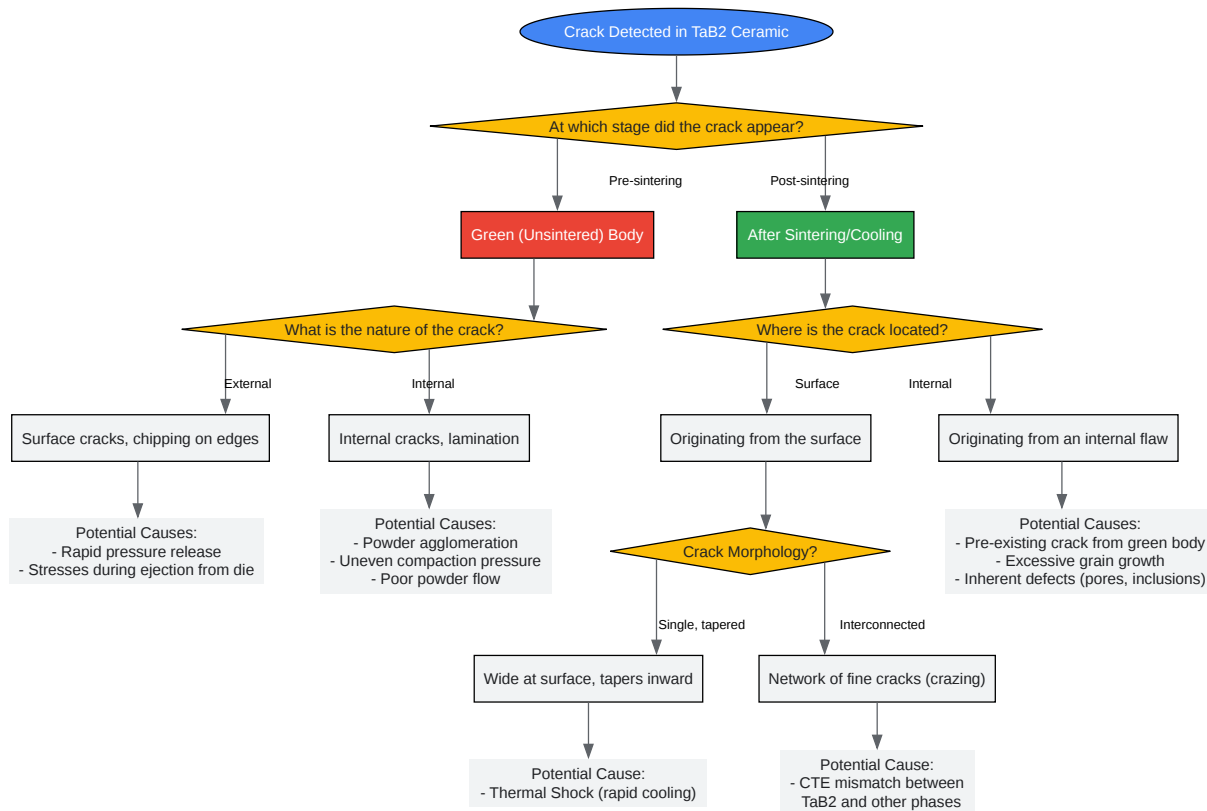 Crack Detected in TaB2 Ceramic
At which stage did the crack appear?
Pre-sintering
Post-sintering
Green (Unsintered) Body
After Sintering/Cooling
What is the nature of the crack?
Where is the crack located?
External
Internal
Surface
Internal
Surface cracks, chipping on edges
Internal cracks, lamination
Originating from the surface
Originating from an internal flaw
Potential Causes:
- Rapid pressure release
- Stresses during ejection from die
Potential Causes:
- Powder agglomeration
- Uneven compaction pressure
- Poor powder flow
Crack Morphology?
Potential Causes:
- Pre-existing crack from green body
- Excessive grain growth
- Inherent defects (pores, inclusions)
Single, tapered
Interconnected
Wide at surface, tapers inward
Network of fine cracks (crazing)
Potential Cause:
- Thermal Shock (rapid cooling)
Potential Cause:
- CTE mismatch between
TaB2 and other phases